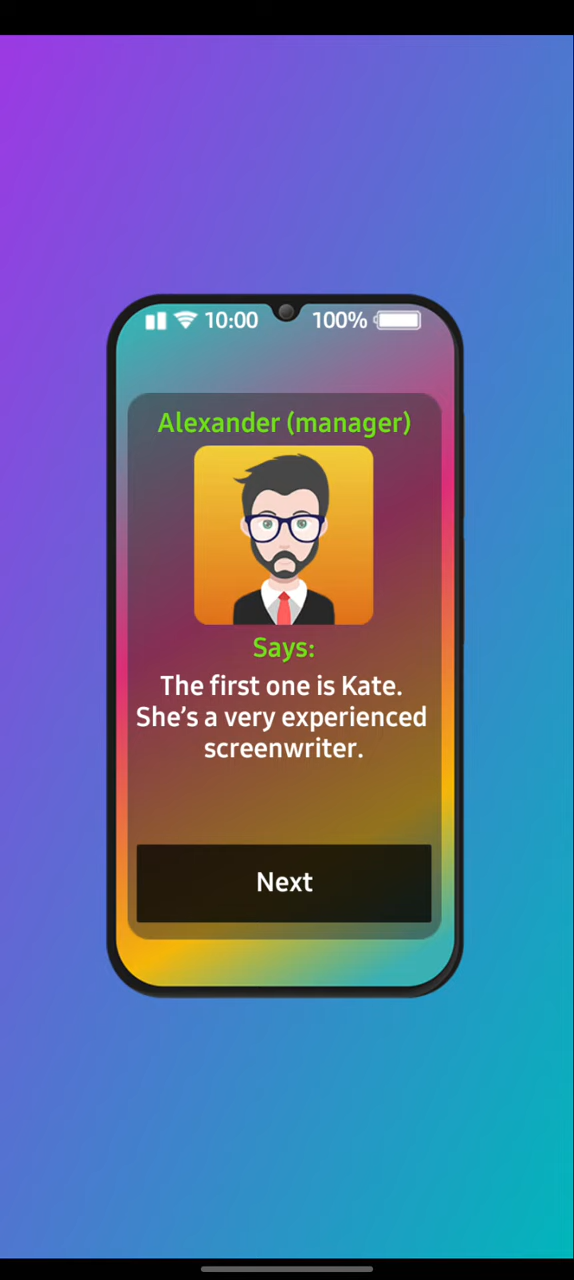 10:00 100%
Alexander (manager)
Says:
The first one is Kate.
She's a very experienced
screenwriter.
Next